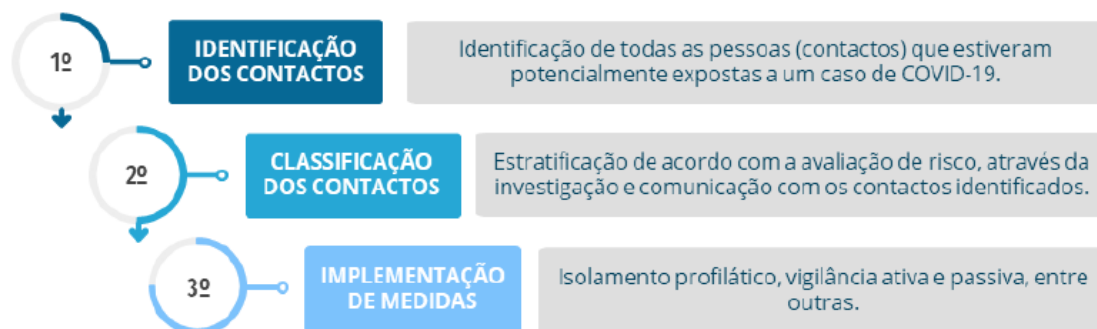 1º
IDENTIFICAÇÃO
DOS CONTACTOS
Identificação de todas as pessoas (contactos) que estiveram
potencialmente expostas a um caso de COVID-19.
2º
CLASSIFICAÇÃO
DOS CONTACTOS
Estratificação de acordo com a avaliação de risco, através da
investigação e comunicação com os contactos identificados.
3º
IMPLEMENTAÇÃO
DE MEDIDAS
Isolamento profilático, vigilância ativa e passiva, entre
outras.